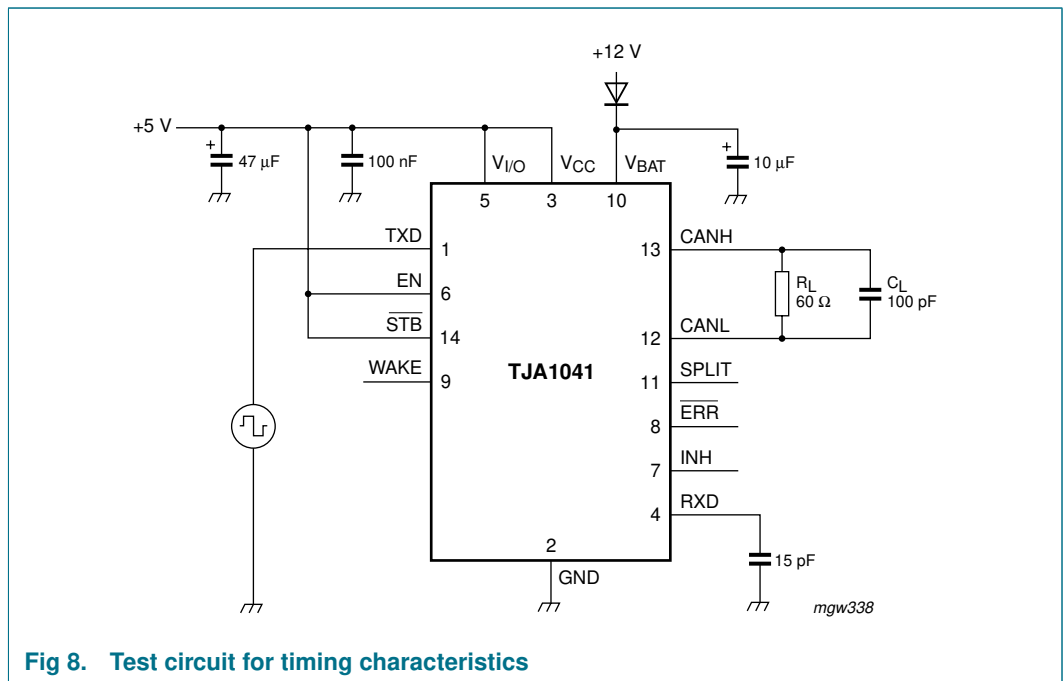 +12 V
+5 V
+
47 μF
100 nF
V_I/O
V_CC
V_BAT
+
10 μF
5
3
10
TXD
1
13
CANH
EN
6
R_L
60 Ω
C_L
100 pF
STB
14
12
CANL
WAKE
9
TJA1041
11
SPLIT
8
ERR
7
INH
4
RXD
2
GND
15 pF
mgw338
Fig 8. Test circuit for timing characteristics